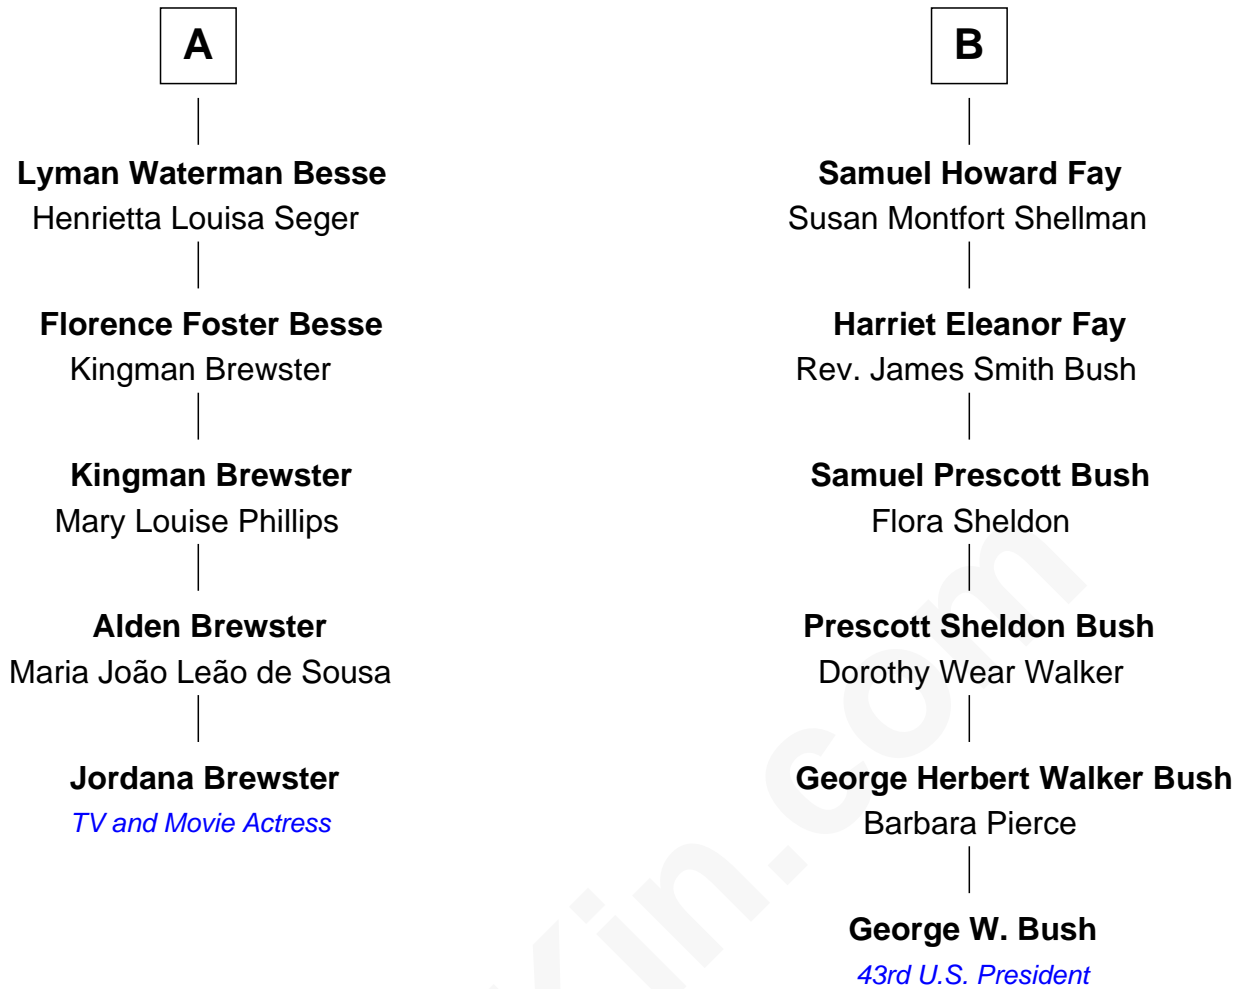 A
Lyman Waterman Besse
Henrietta Louisa Seger
Florence Foster Besse
Kingman Brewster
Kingman Brewster
Mary Louise Phillips
Alden Brewster
Maria João Leão de Sousa
Jordana Brewster
TV and Movie Actress
B
Samuel Howard Fay
Susan Montfort Shellman
Harriet Eleanor Fay
Rev. James Smith Bush
Samuel Prescott Bush
Flora Sheldon
Prescott Sheldon Bush
Dorothy Wear Walker
George Herbert Walker Bush
Barbara Pierce
George W. Bush
43rd U.S. President
Kin.com